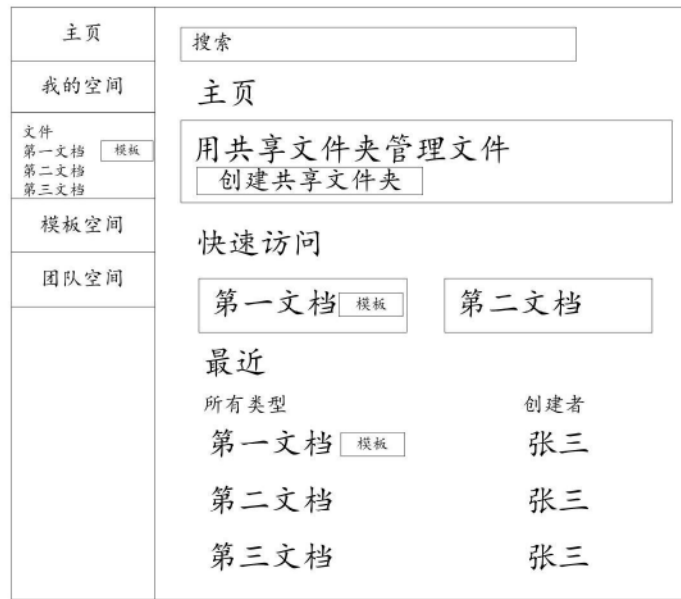 主页
我的空间
文件
第一文档 模板
第二文档
第三文档
模板空间
团队空间
搜索
主页
用共享文件夹管理文件
创建共享文件夹
快速访问
第一文档 模板 第二文档
最近
所有类型 创建者
第一文档 模板 张三
第二文档 张三
第三文档 张三